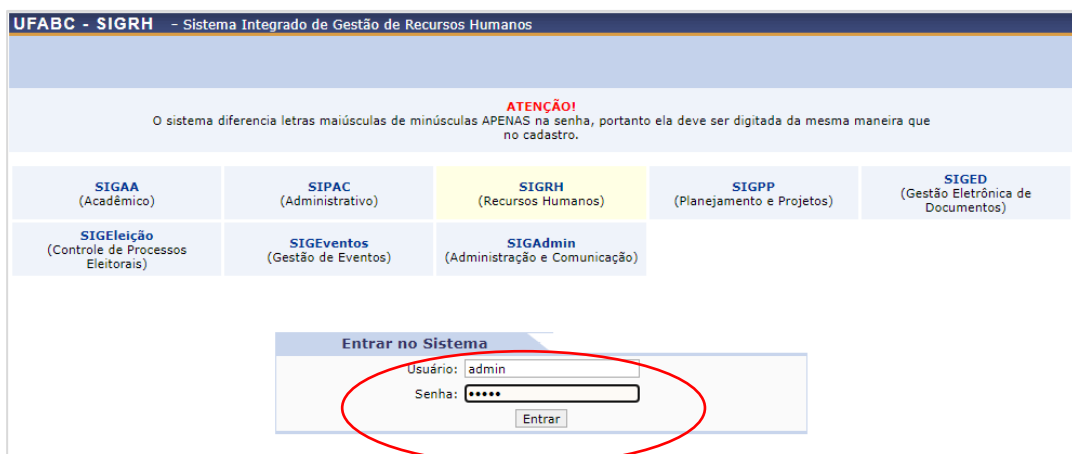 UFABC - SIGRH - Sistema Integrado de Gestão de Recursos Humanos
ATENÇÃO!
O sistema diferencia letras maiúsculas de minúsculas APENAS na senha, portanto ela deve ser digitada da mesma maneira que
no cadastro.
SIGAA
(Acadêmico)
SIPAC
(Administrativo)
SIGRH
(Recursos Humanos)
SIGPP
(Planejamento e Projetos)
SIGED
(Gestão Eletrônica de
Documentos)
SIGEleição
(Controle de Processos
Eleitorais)
SIGEventos
(Gestão de Eventos)
SIGAdmin
(Administração e Comunicação)
Entrar no Sistema
Usuário: admin
Senha: •••••
Entrar